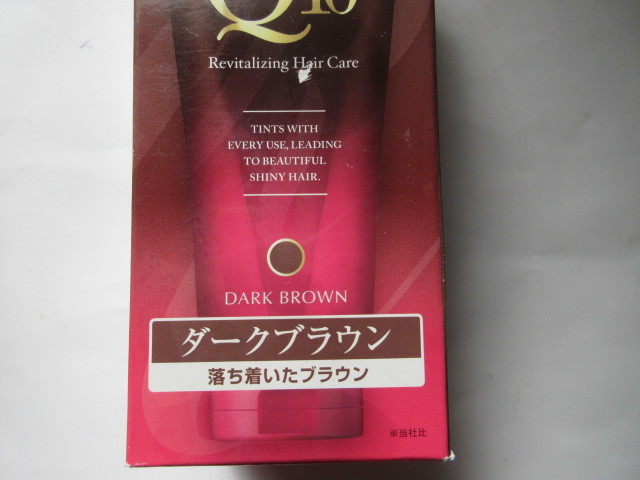 Q10
Revitalizing Hair Care
TINTS WITH
EVERY USE, LEADING
TO BEAUTIFUL
SHINY HAIR.
DARK BROWN
ダークブラウン
落ち着いたブラウン
※当社比